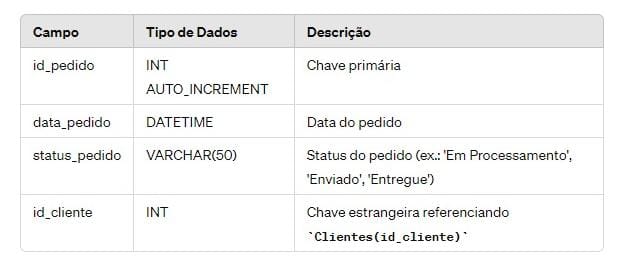 Campo Tipo de Dados Descrição
id_pedido INT Chave primária
AUTO_INCREMENT
data_pedido DATETIME Data do pedido
status_pedido VARCHAR(50) Status do pedido (ex.: 'Em Processamento',
'Enviado', 'Entregue')
id_cliente INT Chave estrangeira referenciando
`Clientes(id_cliente)`